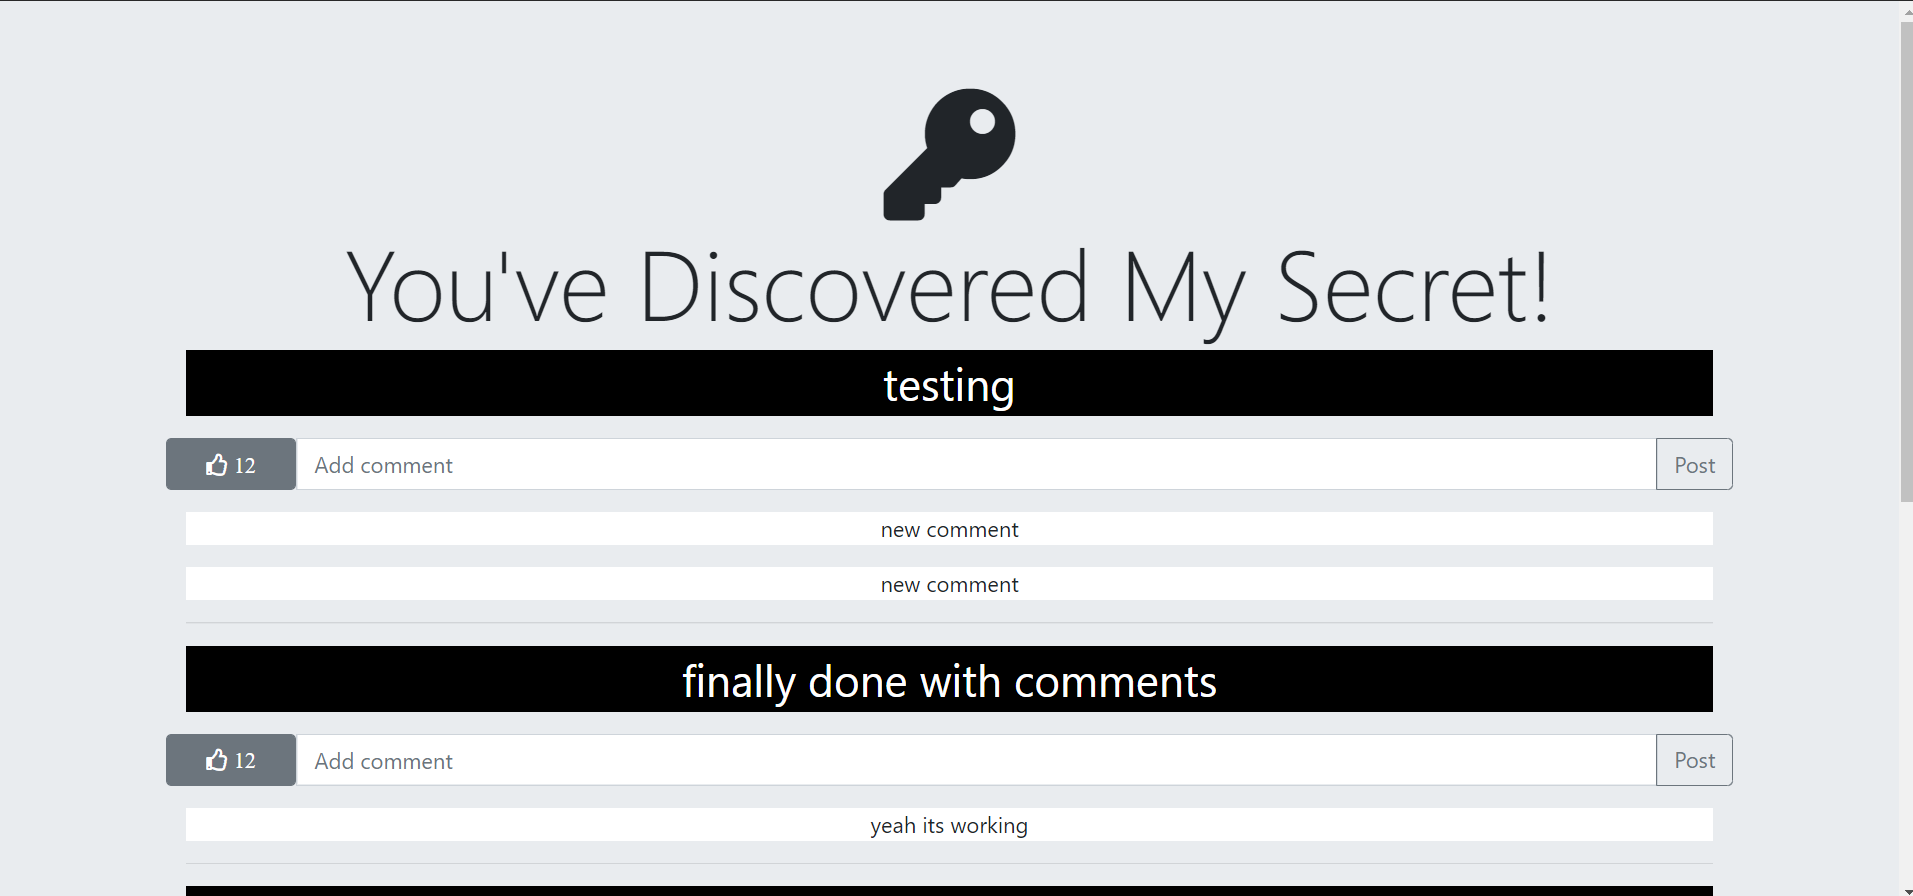 You've Discovered My Secret!
testing
12 Add comment Post
new comment
new comment
finally done with comments
12 Add comment Post
yeah its working